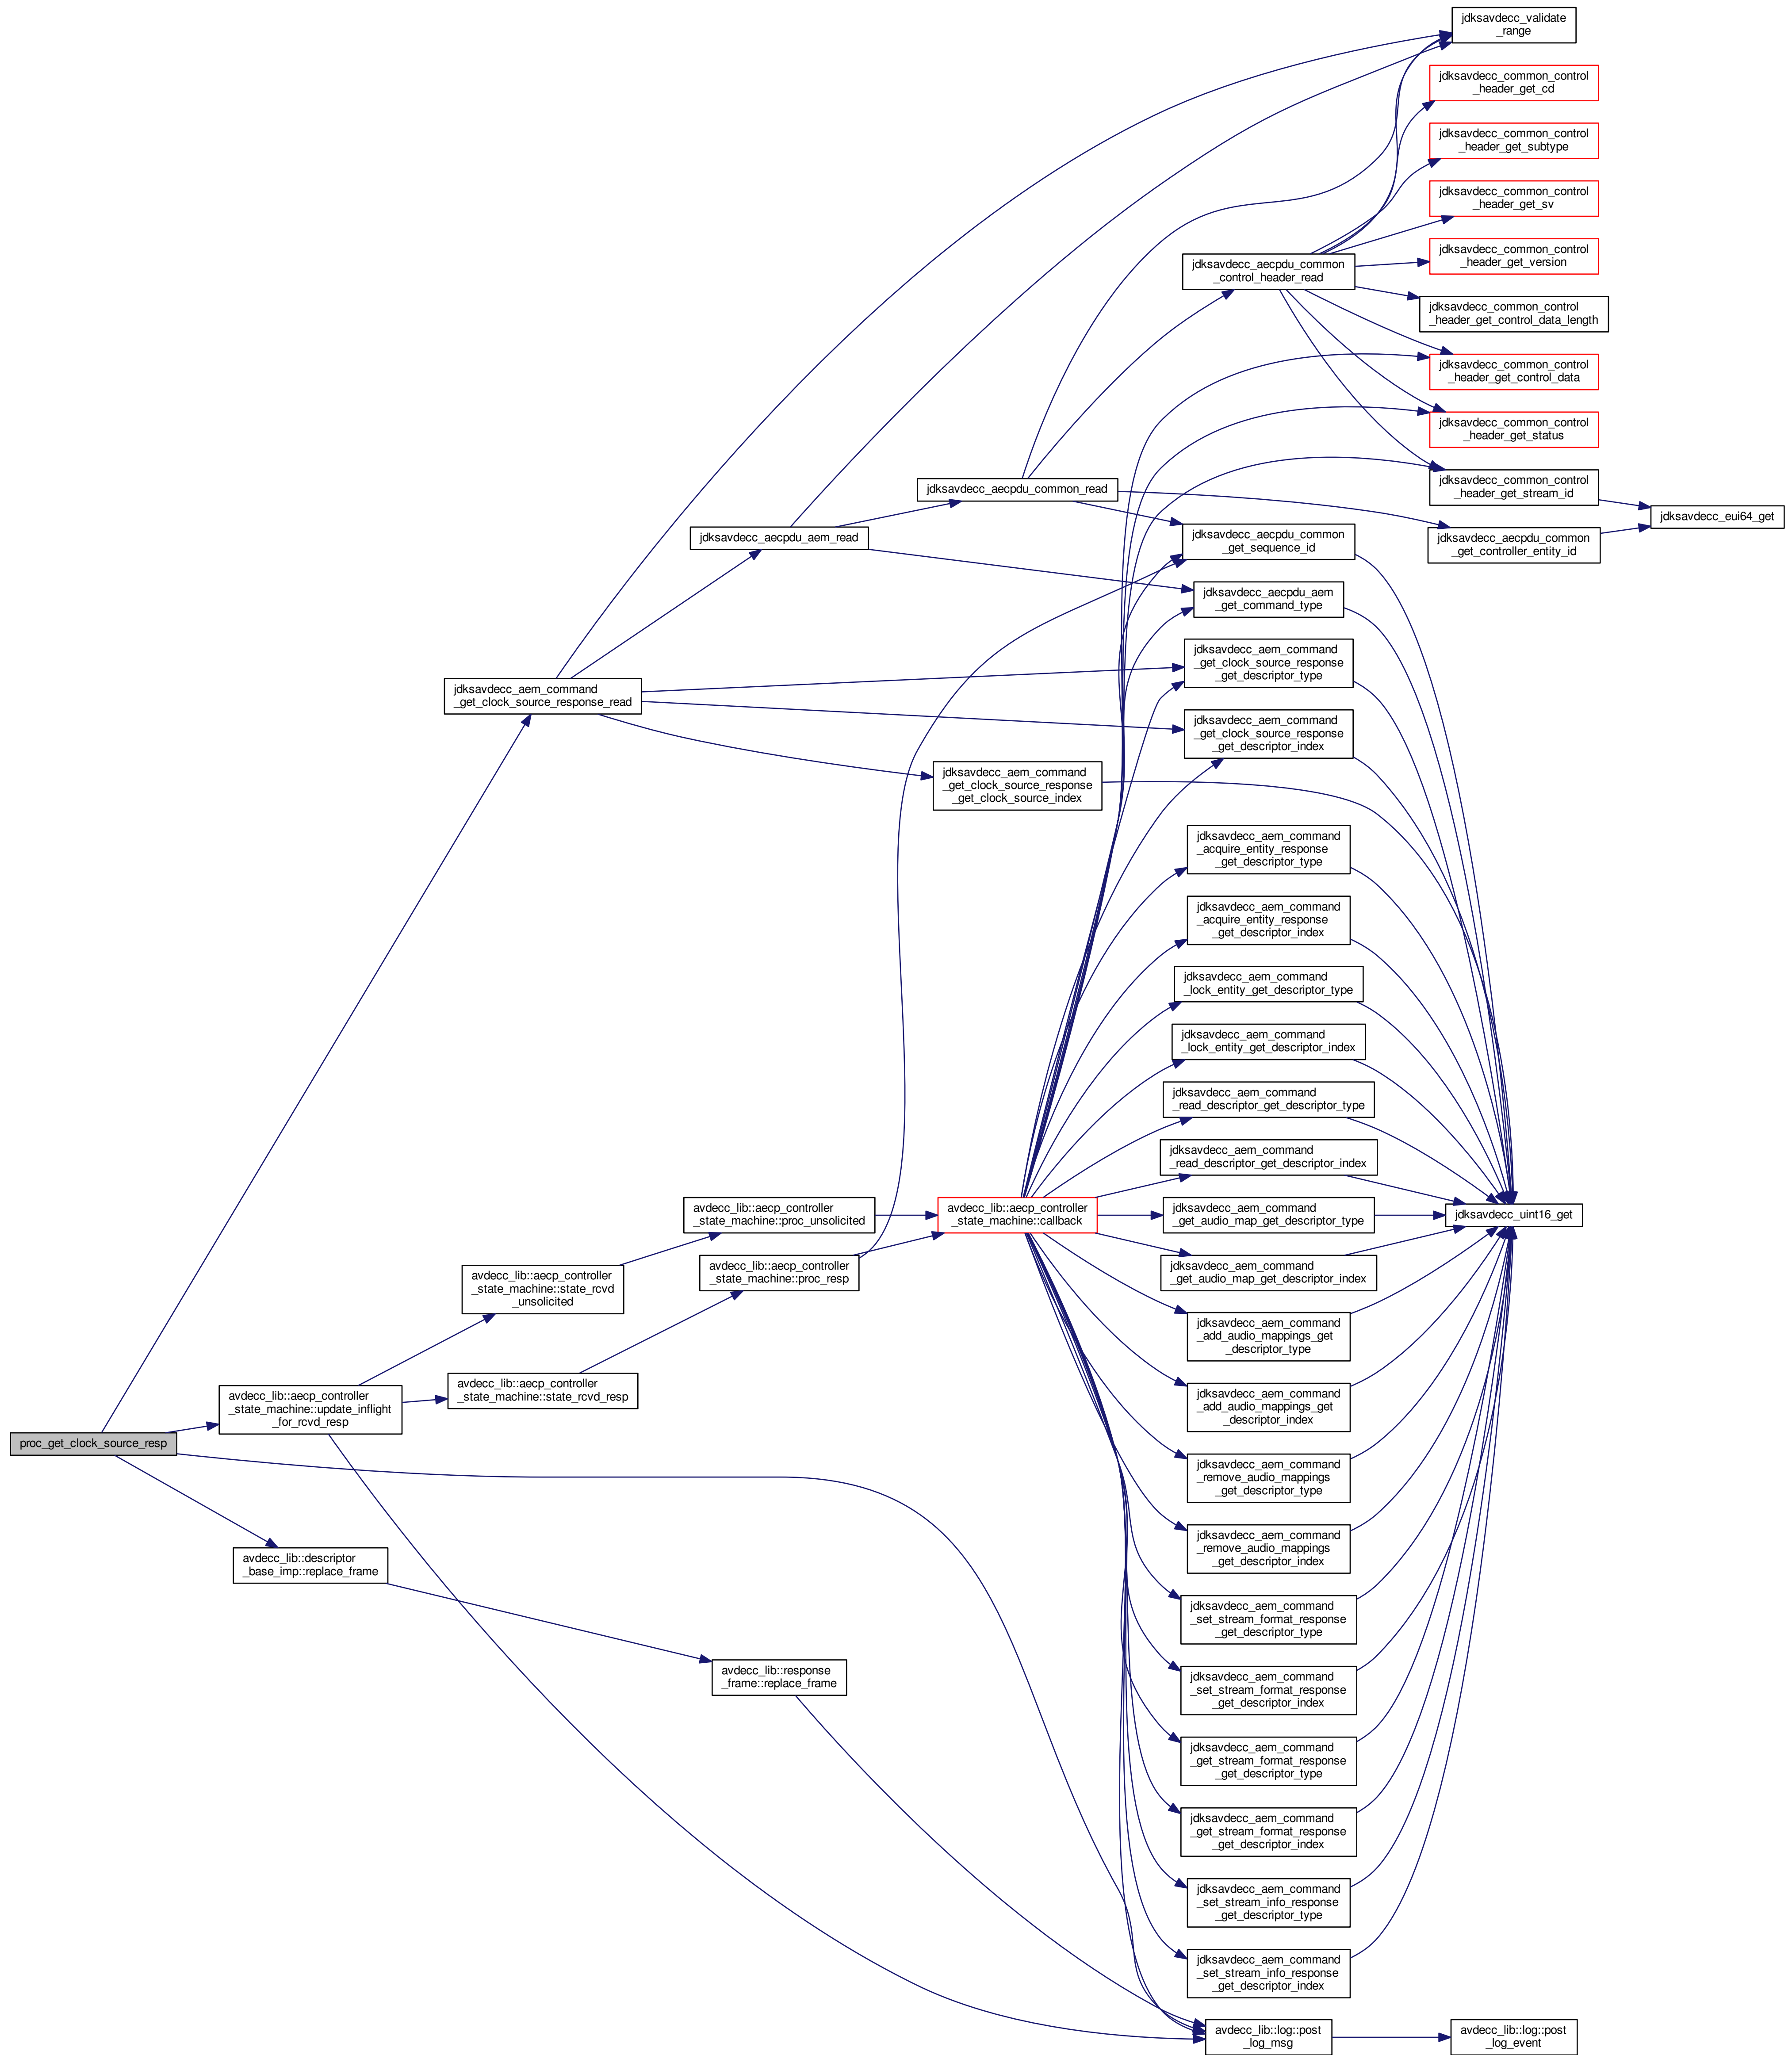 jdksavdecc_validate
_range
jdksavdecc_common_control
_header_get_cd
jdksavdecc_common_control
_header_get_subtype
jdksavdecc_common_control
_header_get_sv
jdksavdecc_common_control
_header_get_version
jdksavdecc_aecpdu_common
_control_header_read
jdksavdecc_common_control
_header_get_control_data_length
jdksavdecc_common_control
_header_get_control_data
jdksavdecc_common_control
_header_get_status
jdksavdecc_common_control
_header_get_stream_id
jdksavdecc_aecpdu_common_read
jdksavdecc_eui64_get
jdksavdecc_aecpdu_aem_read
jdksavdecc_aecpdu_common
_get_sequence_id
jdksavdecc_aecpdu_common
_get_controller_entity_id
jdksavdecc_aecpdu_aem
_get_command_type
jdksavdecc_aem_command
_get_clock_source_response
_get_descriptor_type
jdksavdecc_aem_command
_get_clock_source_response_read
jdksavdecc_aem_command
_get_clock_source_response
_get_descriptor_index
jdksavdecc_aem_command
_get_clock_source_response
_get_clock_source_index
jdksavdecc_aem_command
_acquire_entity_response
_get_descriptor_type
jdksavdecc_aem_command
_acquire_entity_response
_get_descriptor_index
jdksavdecc_aem_command
_lock_entity_get_descriptor_type
jdksavdecc_aem_command
_lock_entity_get_descriptor_index
jdksavdecc_aem_command
_read_descriptor_get_descriptor_type
jdksavdecc_aem_command
_read_descriptor_get_descriptor_index
avdecc_lib::aecp_controller
_state_machine::proc_unsolicited
avdecc_lib::aecp_controller
_state_machine::callback
jdksavdecc_aem_command
_get_audio_map_get_descriptor_type
jdksavdecc_uint16_get
avdecc_lib::aecp_controller
_state_machine::proc_resp
jdksavdecc_aem_command
_get_audio_map_get_descriptor_index
avdecc_lib::aecp_controller
_state_machine::state_rcvd
_unsolicited
jdksavdecc_aem_command
_add_audio_mappings_get
_descriptor_type
avdecc_lib::aecp_controller
_state_machine::state_rcvd_resp
avdecc_lib::aecp_controller
_state_machine::update_inflight
_for_rcvd_resp
jdksavdecc_aem_command
_add_audio_mappings_get
_descriptor_index
proc_get_clock_source_resp
jdksavdecc_aem_command
_remove_audio_mappings
_get_descriptor_type
jdksavdecc_aem_command
_remove_audio_mappings
_get_descriptor_index
avdecc_lib::descriptor
_base_imp::replace_frame
jdksavdecc_aem_command
_set_stream_format_response
_get_descriptor_type
avdecc_lib::response
_frame::replace_frame
jdksavdecc_aem_command
_set_stream_format_response
_get_descriptor_index
jdksavdecc_aem_command
_get_stream_format_response
_get_descriptor_type
jdksavdecc_aem_command
_get_stream_format_response
_get_descriptor_index
jdksavdecc_aem_command
_set_stream_info_response
_get_descriptor_type
jdksavdecc_aem_command
_set_stream_info_response
_get_descriptor_index
avdecc_lib::log::post
_log_msg
avdecc_lib::log::post
_log_event